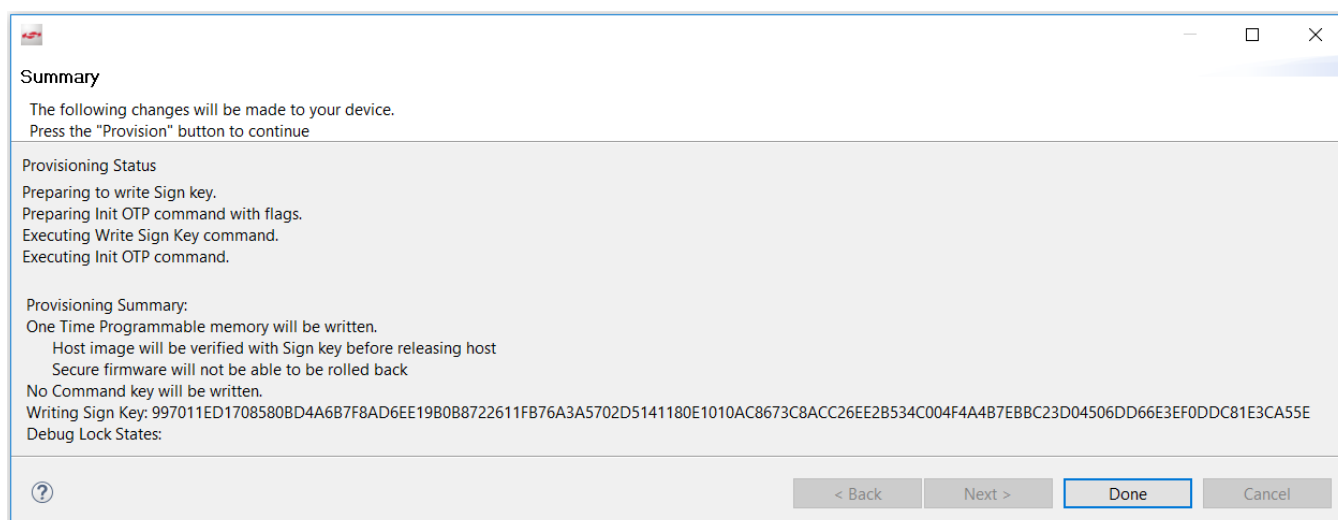 Summary
The following changes will be made to your device.
Press the "Provision" button to continue
Provisioning Status
Preparing to write Sign key.
Preparing Init OTP command with flags.
Executing Write Sign Key command.
Executing Init OTP command.
Provisioning Summary:
One Time Programmable memory will be written.
Host image will be verified with Sign key before releasing host
Secure firmware will not be able to be rolled back
No Command key will be written.
Writing Sign Key: 997011ED1708580BD4A6B7F8AD6EE19B0B8722611FB76A3A5702D5141180E1010AC8673C8ACC26EE2B534C004F4A4B7EBBC23D04506DD66E3EF0DDC81E3CA55E
Debug Lock States:
< Back Next > Done Cancel